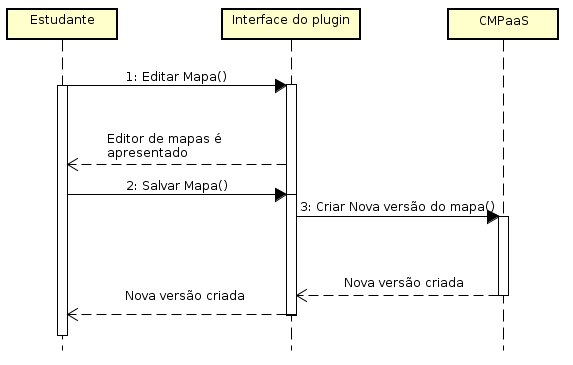 Estudante
Interface do plugin
CMPaaS
1: Editar Mapa()
Editor de mapas é
apresentado
2: Salvar Mapa()
3: Criar Nova versão do mapa()
Nova versão criada
Nova versão criada